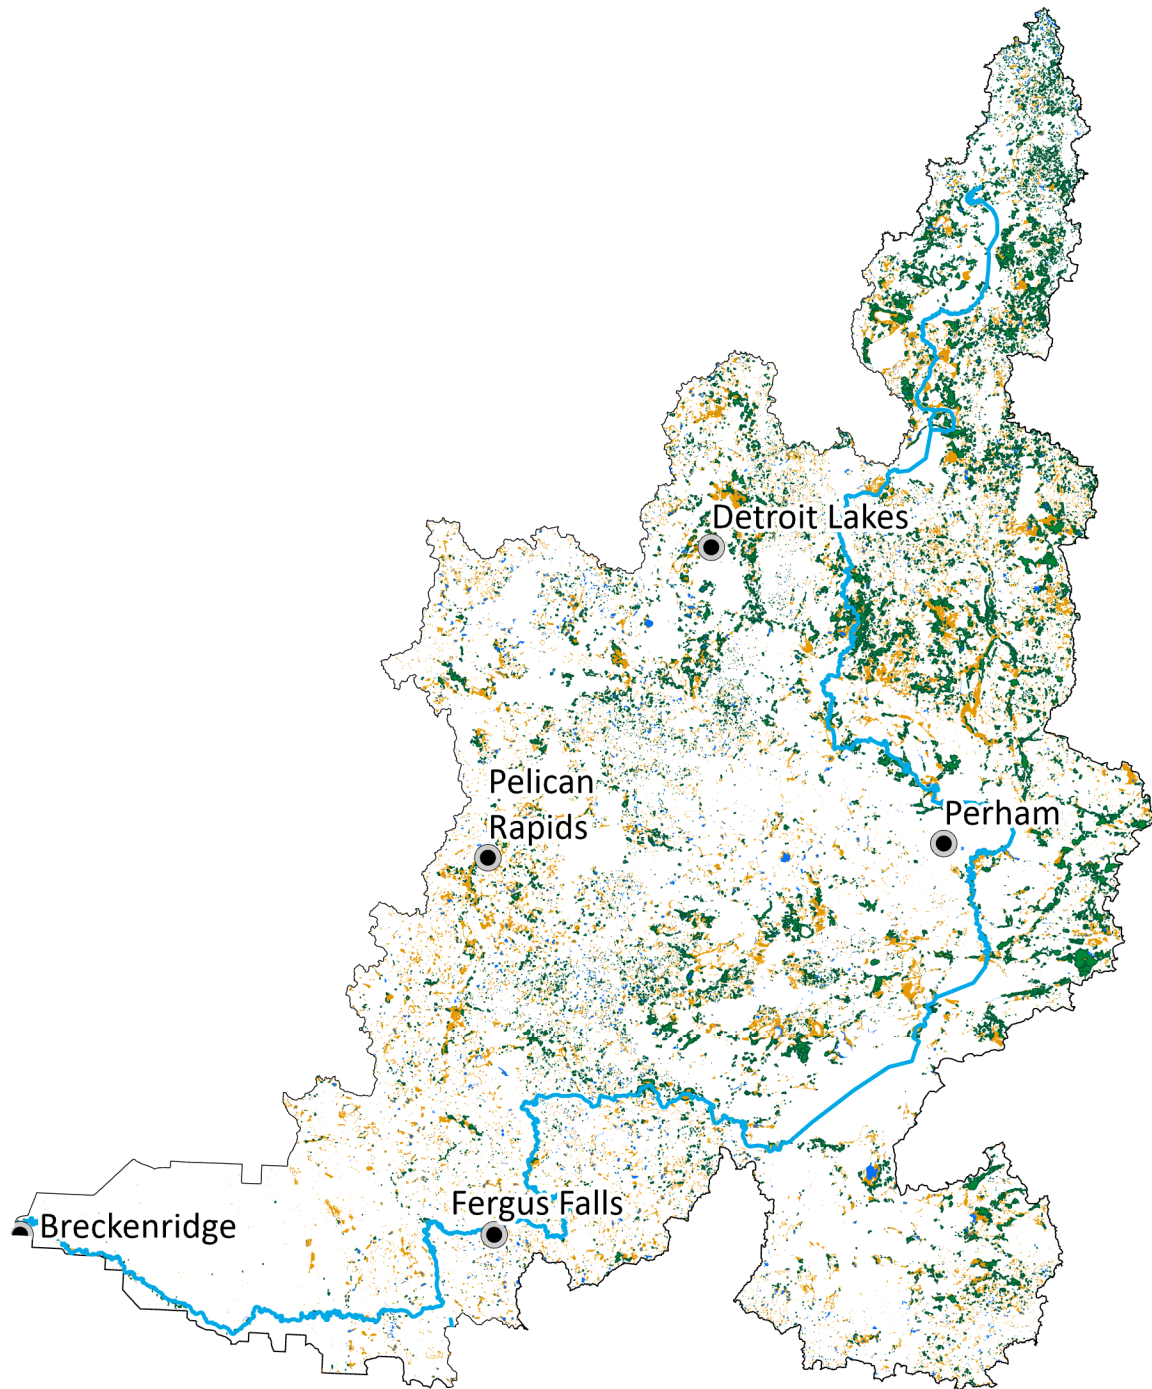 Detroit Lakes
Pelican
Rapids
Perham
Fergus Falls
Breckenridge